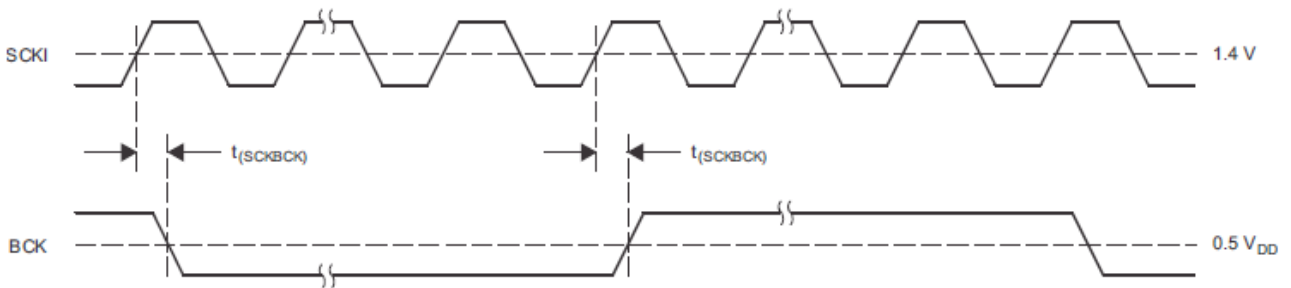 SCKI
1.4 V
t(SCKBCK)
t(SCKBCK)
BCK
0.5 VDD